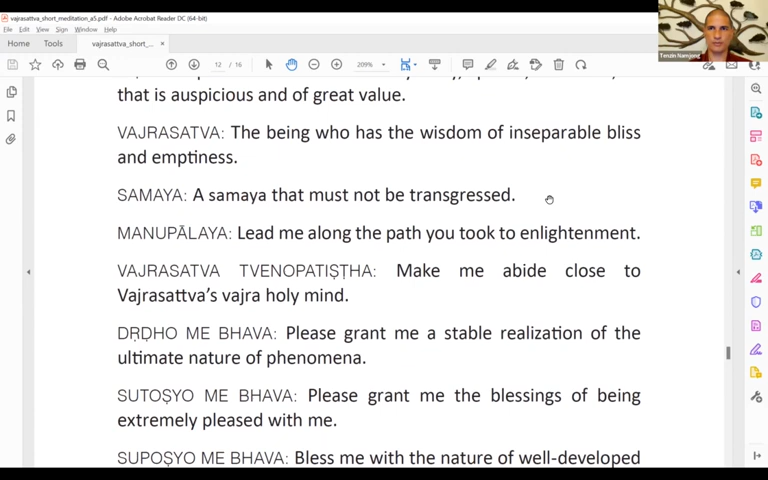 vajrasattva_short_meditation_a5.pdf - Adobe Acrobat Reader DC (64-bit)
File Edit View Sign Window Help
Home Tools vajrasattva_short_... ×
12 / 16 209%
Tenzin Namjong
that is auspicious and of great value.
VAJRASATVA: The being who has the wisdom of inseparable bliss
and emptiness.
SAMAYA: A samaya that must not be transgressed.
MANUPĀLAYA: Lead me along the path you took to enlightenment.
VAJRASATVA TVENOPATIṢṬHA: Make me abide close to
Vajrasattva's vajra holy mind.
DṚḌHO ME BHAVA: Please grant me a stable realization of the
ultimate nature of phenomena.
SUTOṢYO ME BHAVA: Please grant me the blessings of being
extremely pleased with me.
SUPOṢYO ME BHAVA: Bless me with the nature of well-developed